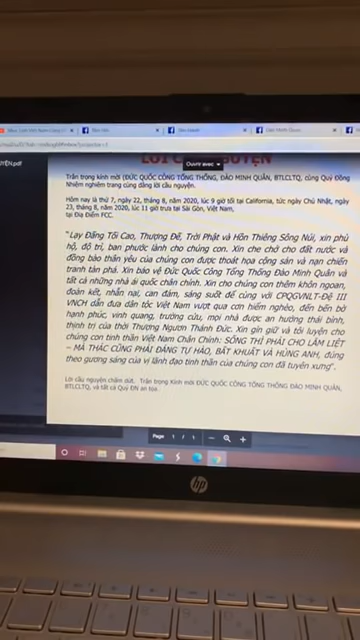 Ouvrir avec
LỜI CẦU NGUYỆN
Trân trọng kính mời (ĐỨC QUỐC CÔNG TỔNG THỐNG, ĐÀO MINH QUÂN, BTLCLTQ, cùng Quý Đồng
Nhiệm nghiêm trang cùng dâng lời cầu nguyện.
Hôm nay là thứ 7, ngày 22, tháng 8, năm 2020, lúc 9 giờ tối tại California, tức ngày Chủ Nhật, ngày
23, tháng 8, năm 2020, lúc 11 giờ trưa tại Sài Gòn, Việt Nam,
tại Địa Điểm FCC.
"Lạy Đấng Tối Cao, Thượng Đế, Trời Phật và Hồn Thiêng Sông Núi, xin phù
hộ, độ trì, ban phước lành cho chúng con. Xin che chở cho đất nước và
đồng bào thân yêu của chúng con được thoát họa cộng sản và nạn chiến
tranh tàn phá. Xin bảo vệ Đức Quốc Công Tổng Thống Đào Minh Quân và
tất cả những nhà ái quốc chân chính. Xin cho chúng con thêm khôn ngoan,
đoàn kết, nhẫn nại, can đảm, sáng suốt để cùng với CPQGVNLT-Đệ III
VNCH dẫn đưa dân tộc Việt Nam vượt qua cơn hiểm nghèo, đến bến bờ
hạnh phúc, vinh quang, trường cửu, mọi nhà được an hưởng thái bình,
thịnh trị của thời Thượng Ngươn Thánh Đức. Xin gìn giữ và tôi luyện cho
chúng con tinh thần Việt Nam Chân Chính: SỐNG THÌ PHẢI CHO LẪM LIỆT
– MÀ THÁC CŨNG PHẢI ĐÁNG TỰ HÀO, BẤT KHUẤT VÀ HÙNG ANH, đúng
theo gương sáng của vị lãnh đạo tinh thần của chúng con đã tuyên xưng".
Lời cầu nguyện chấm dứt. Trân trọng Kính mời ĐỨC QUỐC CÔNG TỔNG THỐNG ĐÀO MINH QUÂN,
BTLCLTQ, và tất cả Quý ĐN an tọa.
Page 1 / 1
hp